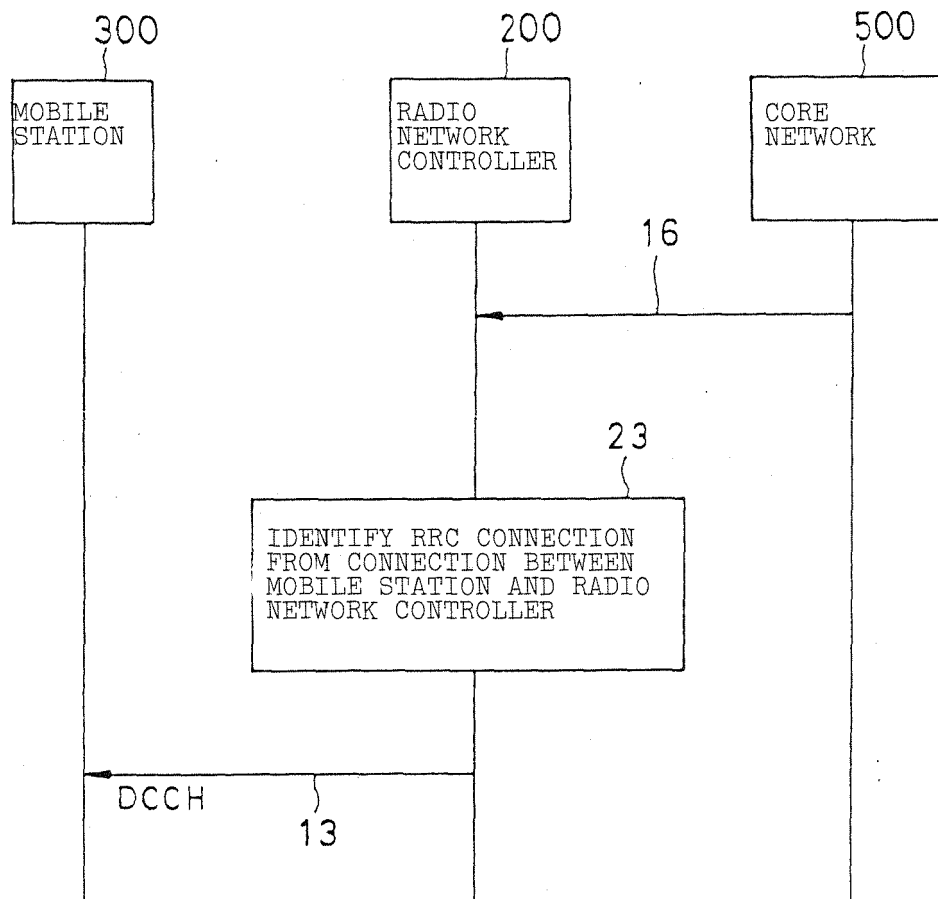 300
200
500
MOBILE
STATION
RADIO
NETWORK
CONTROLLER
CORE
NETWORK
16
23
IDENTIFY RRC CONNECTION
FROM CONNECTION BETWEEN
MOBILE STATION AND RADIO
NETWORK CONTROLLER
DCCH
13